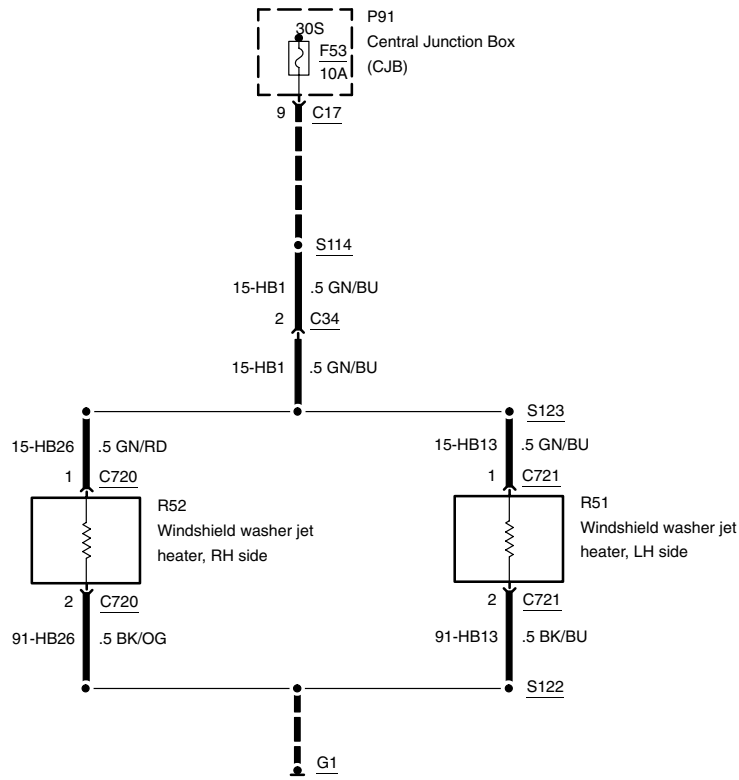 P91
30S
Central Junction Box
F53
(CJB)
10A
9 C17
S114
15-HB1 .5 GN/BU
2 C34
15-HB1 .5 GN/BU
S123
15-HB26 .5 GN/RD
15-HB13 .5 GN/BU
1 C720
1 C721
R52
Windshield washer jet
heater, RH side
R51
Windshield washer jet
heater, LH side
2 C720
2 C721
91-HB26 .5 BK/OG
91-HB13 .5 BK/BU
S122
G1